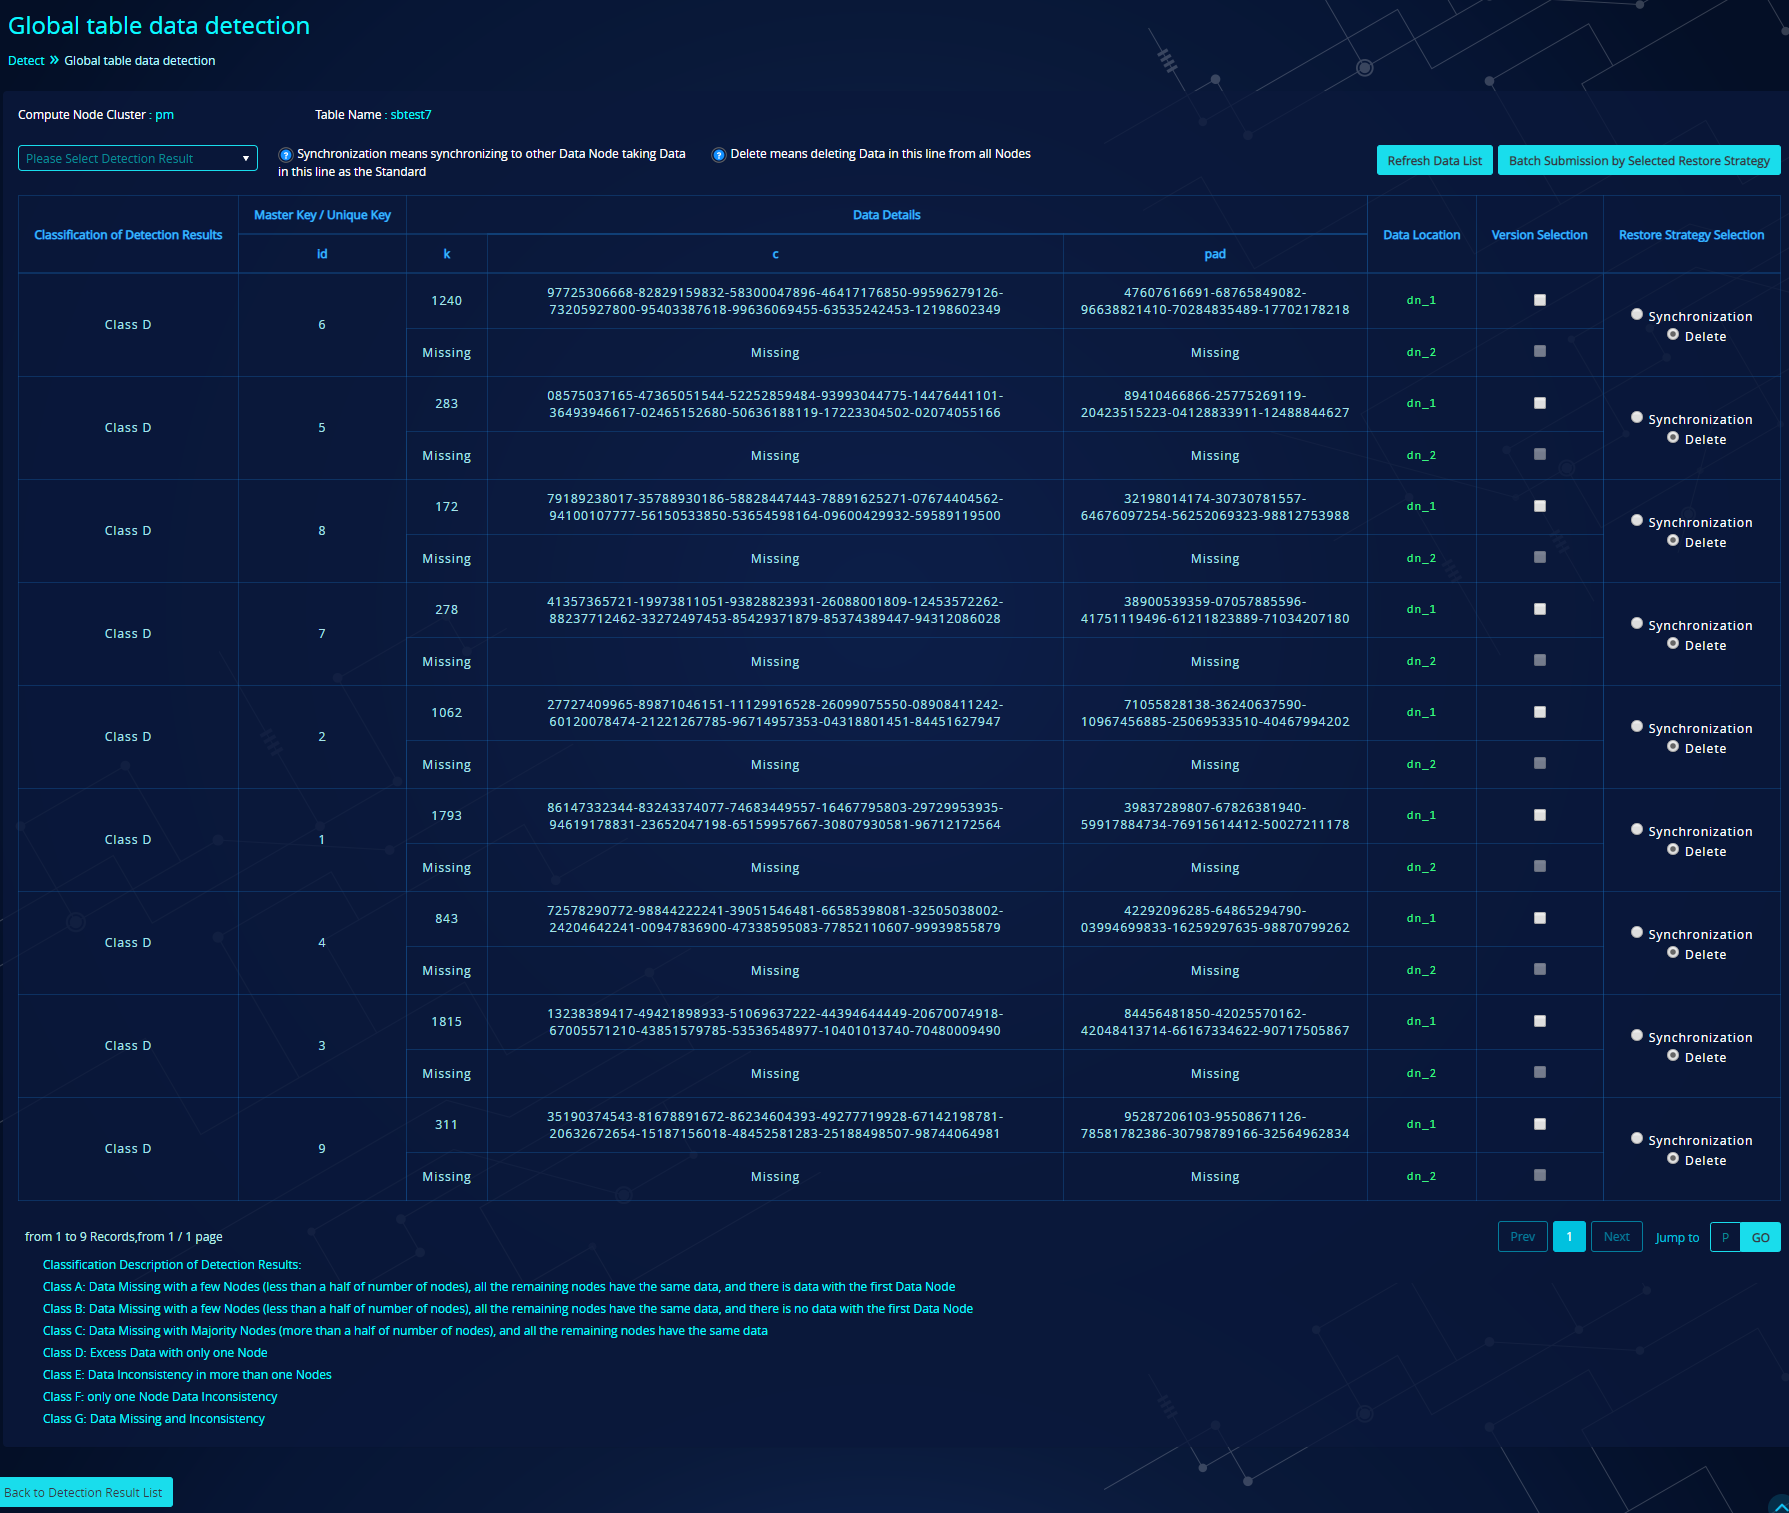 Global table data detection
Detect » Global table data detection
Compute Node Cluster : pm Table Name : sbtest7
Please Select Detection Result
Synchronization means synchronizing to other Data Node taking Data
in this line as the Standard
Delete means deleting Data in this line from all Nodes
Refresh Data List Batch Submission by Selected Restore Strategy
Classification of Detection Results Master Key / Unique Key Data Details Data Location Version Selection Restore Strategy Selection
id k c pad
Class D 6
1240 97725306668-82829159832-58300047896-46417176850-99596279126- 47607616691-68765849082- dn_1
73205927800-95403387618-99636069455-63535242453-12198602349 96638821410-70284835489-17702178218
Synchronization
Delete
Missing Missing Missing dn_2
Class D 5
283 08575037165-47365051544-52252859484-93993044775-14476441101- 89410466866-25775269119- dn_1
36493946617-02465152680-50636188119-17223304502-02074055166 20423515223-04128833911-12488844627
Synchronization
Delete
Missing Missing Missing dn_2
Class D 8
172 79189238017-35788930186-58828447443-78891625271-07674404562- 32198014174-30730781557- dn_1
94100107777-56150533850-53654598164-09600429932-59589119500 64676097254-56252069323-98812753988
Synchronization
Delete
Missing Missing Missing dn_2
Class D 7
278 41357365721-19973811051-93828823931-26088001809-12453572262- 38900539359-07057885596- dn_1
88237712462-33272497453-85429371879-85374389447-94312086028 41751119496-61211823889-71034207180
Synchronization
Delete
Missing Missing Missing dn_2
Class D 2
1062 27727409965-89871046151-11129916528-26099075550-08908411242- 71055828138-36240637590- dn_1
60120078474-21221267785-96714957353-04318801451-84451627947 10967456885-25069533510-40467994202
Synchronization
Delete
Missing Missing Missing dn_2
Class D 1
1793 86147332344-83243374077-74683449557-16467795803-29729953935- 39837289807-67826381940- dn_1
94619178831-23652047198-65159957667-30807930581-96712172564 59917884734-76915614412-50027211178
Synchronization
Delete
Missing Missing Missing dn_2
Class D 4
843 72578290772-98844222241-39051546481-66585398081-32505038002- 42292096285-64865294790- dn_1
24204642241-00947836900-47338595083-77852110607-99939855879 03994699833-16259297635-98870799262
Synchronization
Delete
Missing Missing Missing dn_2
Class D 3
1815 13238389417-49421898933-51069637222-44394644449-20670074918- 84456481850-42025570162- dn_1
67005571210-43851579785-53536548977-10401013740-70480009490 42048413714-66167334622-90717505867
Synchronization
Delete
Missing Missing Missing dn_2
Class D 9
311 35190374543-81678891672-86234604393-49277719928-67142198781- 95287206103-95508671126- dn_1
20632672654-15187156018-48452581283-25188498507-98744064981 78581782386-30798789166-32564962834
Synchronization
Delete
Missing Missing Missing dn_2
from 1 to 9 Records,from 1 / 1 page Prev 1 Next Jump to P GO
Classification Description of Detection Results:
Class A: Data Missing with a few Nodes (less than a half of number of nodes), all the remaining nodes have the same data, and there is data with the first Data Node
Class B: Data Missing with a few Nodes (less than a half of number of nodes), all the remaining nodes have the same data, and there is no data with the first Data Node
Class C: Data Missing with Majority Nodes (more than a half of number of nodes), and all the remaining nodes have the same data
Class D: Excess Data with only one Node
Class E: Data Inconsistency in more than one Nodes
Class F: only one Node Data Inconsistency
Class G: Data Missing and Inconsistency
Back to Detection Result List